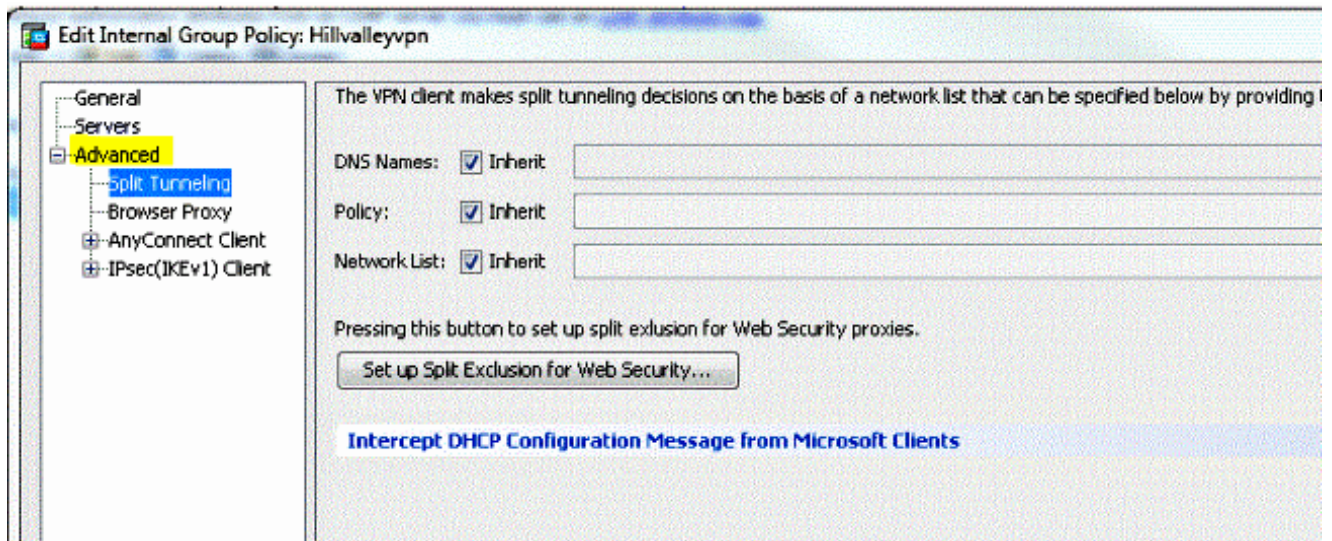 Edit Internal Group Policy: Hillvalleyvpn
General
Servers
Advanced
Split Tunneling
Browser Proxy
AnyConnect Client
IPsec(IKEv1) Client
The VPN client makes split tunneling decisions on the basis of a network list that can be specified below by providing
DNS Names: Inherit
Policy: Inherit
Network List: Inherit
Pressing this button to set up split exlusion for Web Security proxies.
Set up Split Exclusion for Web Security...
Intercept DHCP Configuration Message from Microsoft Clients